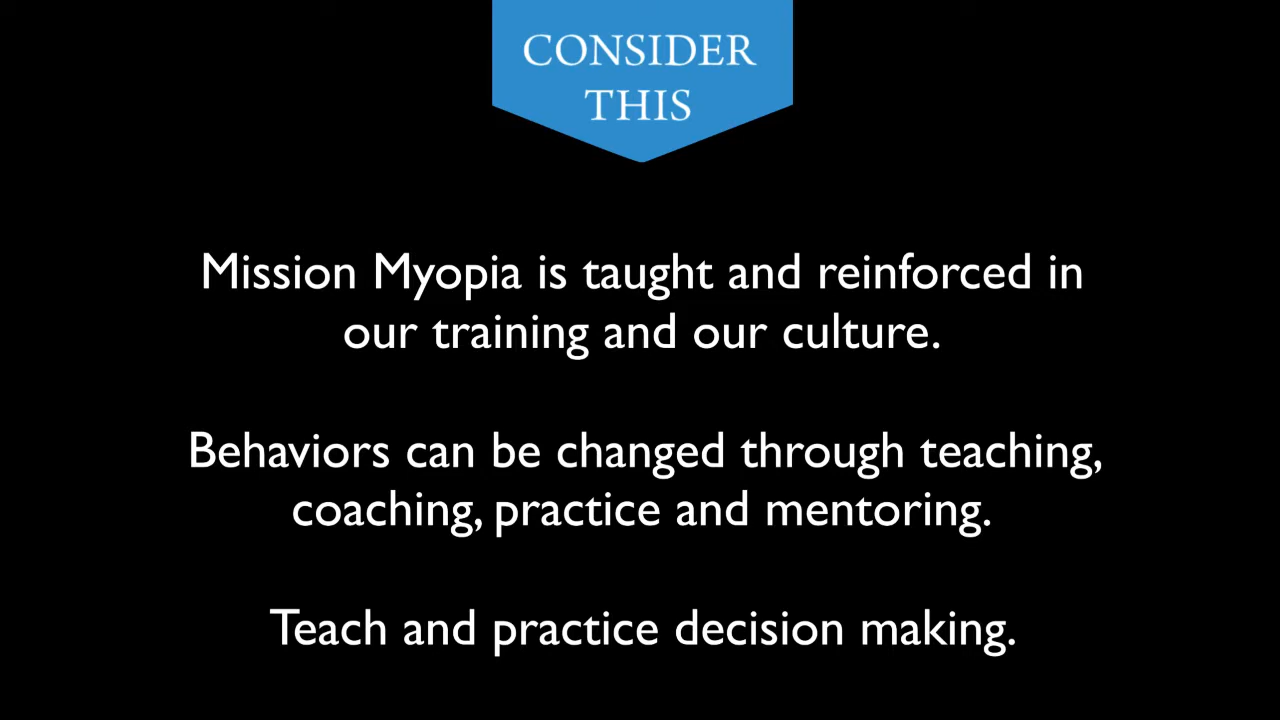 CONSIDER
THIS
Mission Myopia is taught and reinforced in
our training and our culture.
Behaviors can be changed through teaching,
coaching, practice and mentoring.
Teach and practice decision making.